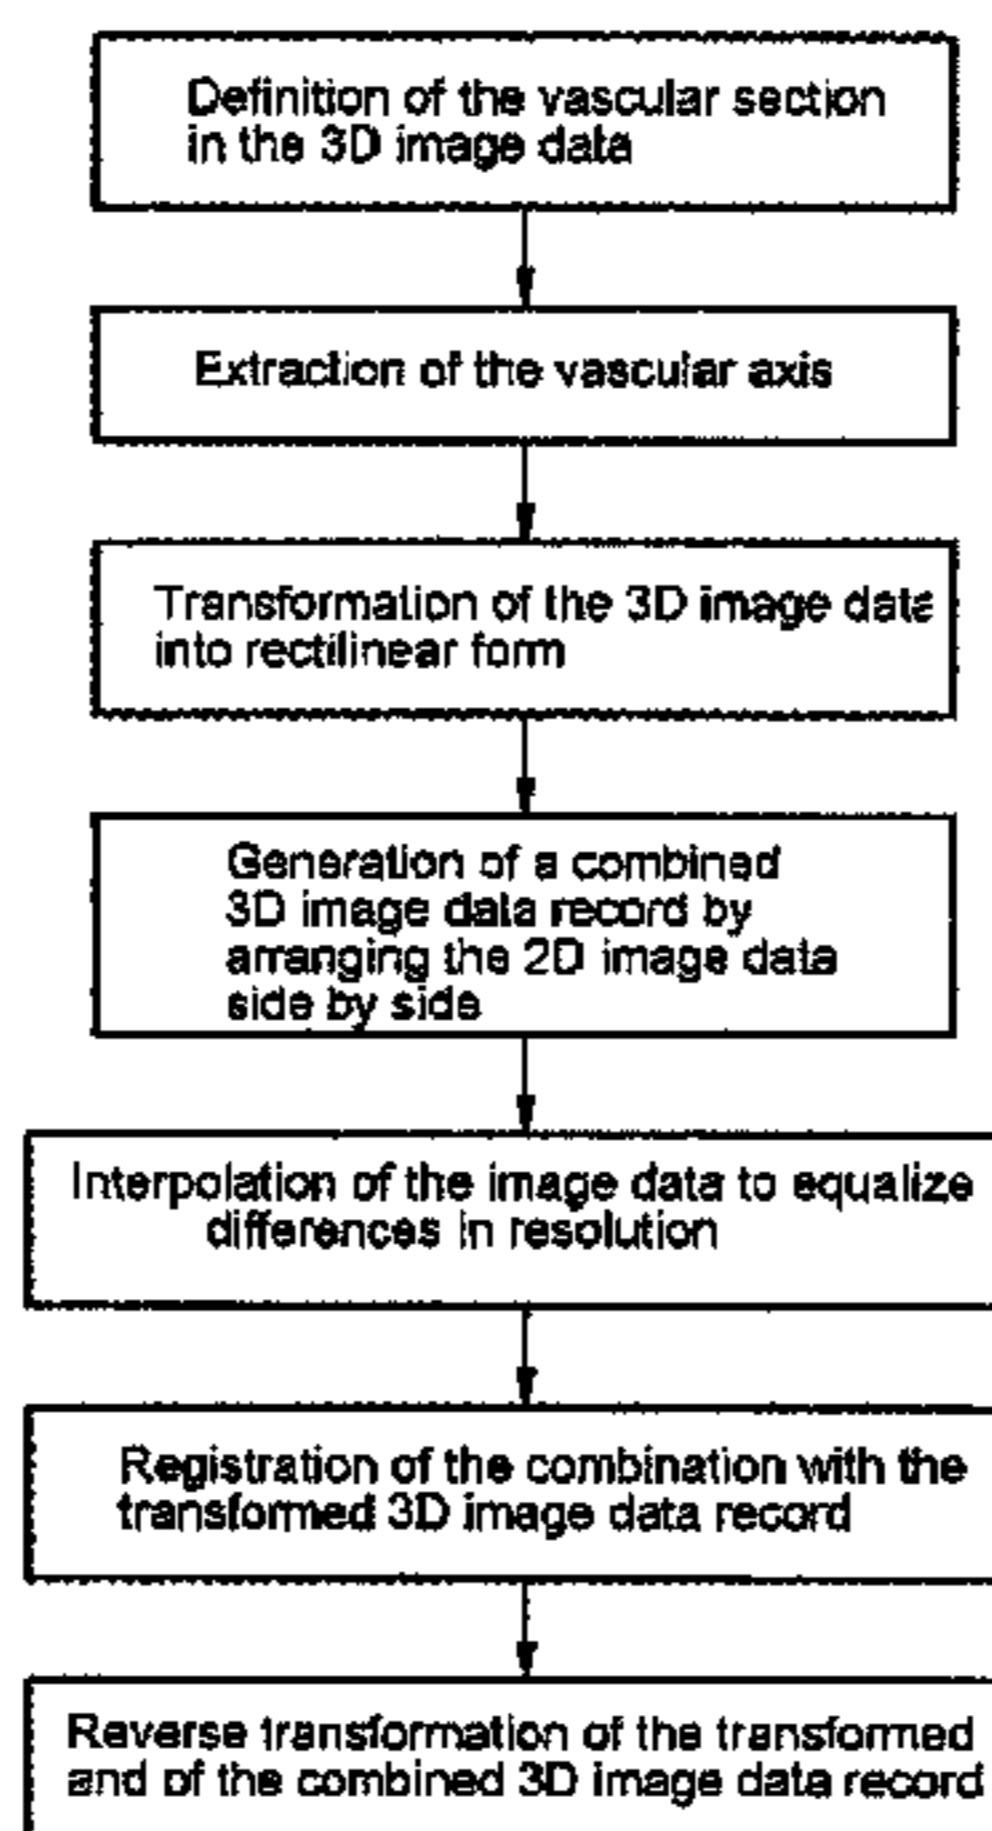 Definition of the vascular section
in the 3D image data
Extraction of the vascular axis
Transformation of the 3D image data
into rectilinear form
Generation of a combined
3D image data record by
arranging the 2D image data
side by side
Interpolation of the image data to equalize
differences in resolution
Registration of the combination with the
transformed 3D image data record
Reverse transformation of the transformed
and of the combined 3D image data record